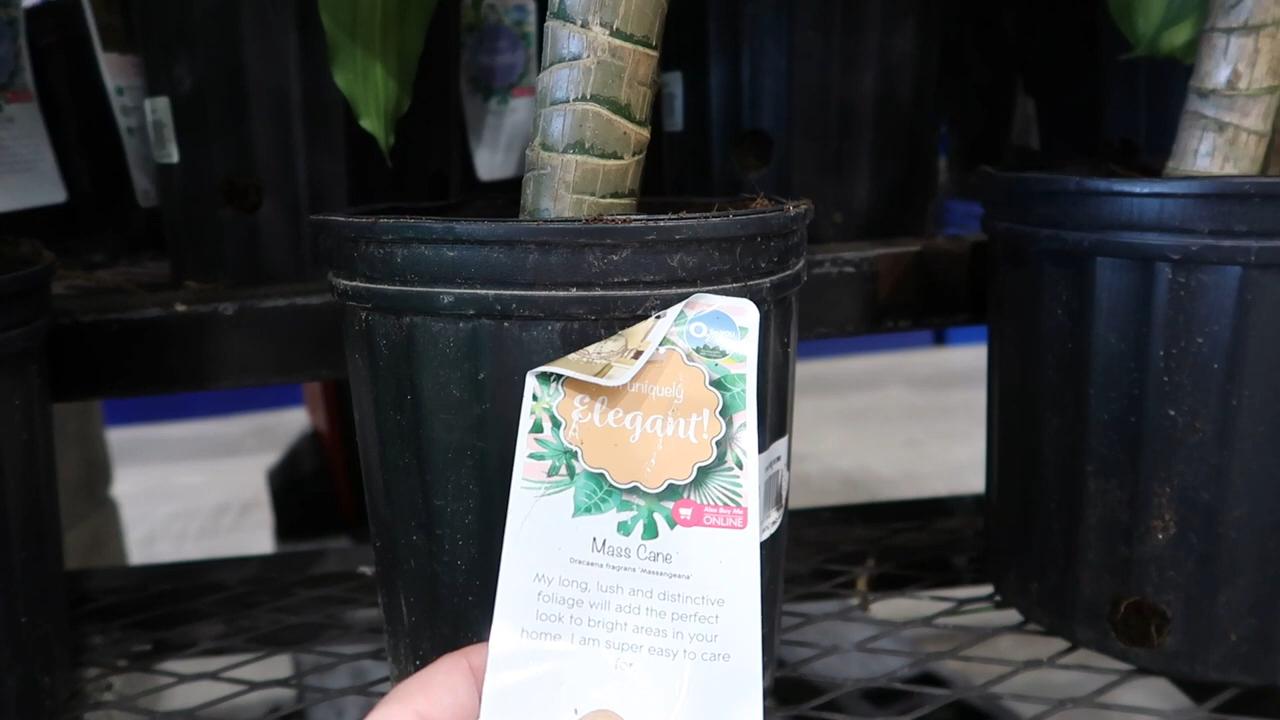 uniquely
Elegant!
Also Buy Me
ONLINE
Mass Cane
Dracaena fragrans 'Massangeana'
My long, lush and distinctive
foliage will add the perfect
look to bright areas in your
home. I am super easy to care
for.